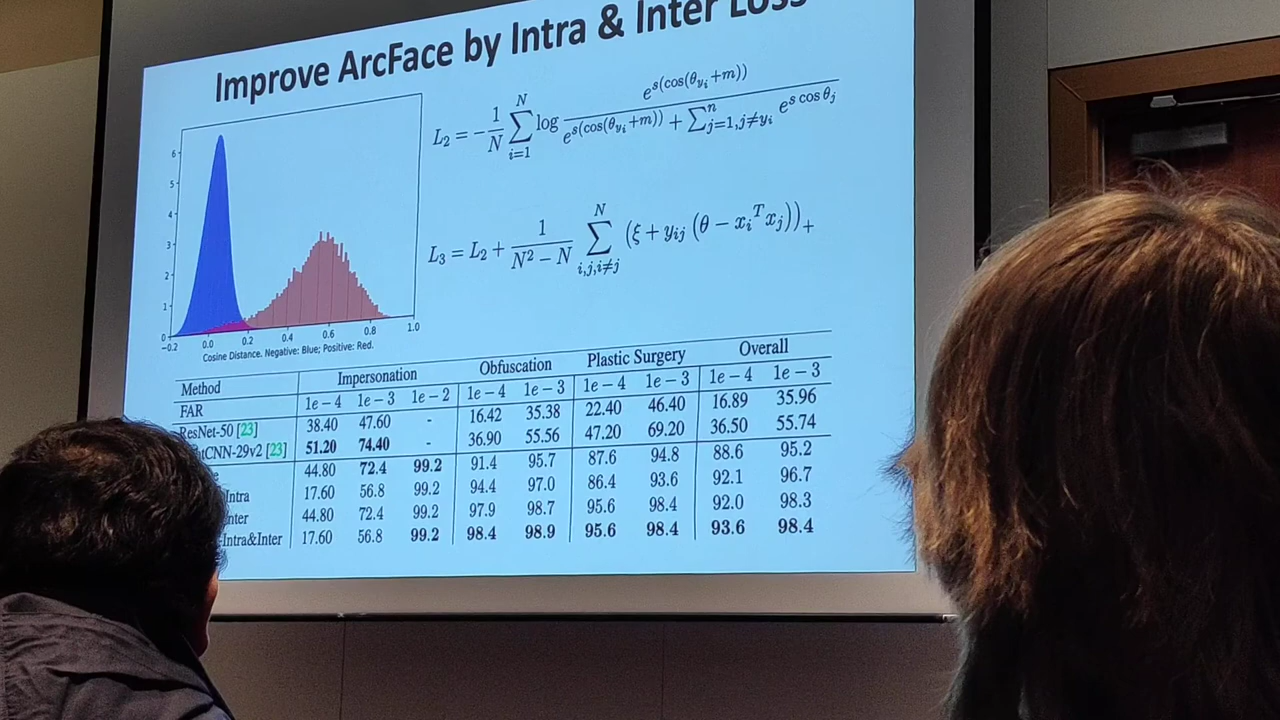 Improve ArcFace by Intra & Inter Loss
L_2 = -\frac{1}{N} \sum_{i=1}^{N} \log \frac{e^{s(\cos(\theta_{y_i}+m))}}{e^{s(\cos(\theta_{y_i}+m))} + \sum_{j=1,j\neq y_i}^{n} e^{s \cos \theta_j}}
L_3 = L_2 + \frac{1}{N^2 - N} \sum_{i,j,i\neq j}^{N} (\xi + y_{ij} (\theta - x_i^T x_j))_+
6
5
4
3
2
1
0
−0.2 0.0 0.2 0.4 0.6 0.8 1.0
Cosine Distance. Negative: Blue; Positive: Red.
Method Impersonation Obfuscation Plastic Surgery Overall
FAR 1e − 4 1e − 3 1e − 2 1e − 4 1e − 3 1e − 4 1e − 3 1e − 4 1e − 3
ResNet-50 [23] 38.40 47.60 - 16.42 35.38 22.40 46.40 16.89 35.96
CNN-29v2 [23] 51.20 74.40 - 36.90 55.56 47.20 69.20 36.50 55.74
44.80 72.4 99.2 91.4 95.7 87.6 94.8 88.6 95.2
Intra 17.60 56.8 99.2 94.4 97.0 86.4 93.6 92.1 96.7
Inter 44.80 72.4 99.2 97.9 98.7 95.6 98.4 92.0 98.3
Intra&Inter 17.60 56.8 99.2 98.4 98.9 95.6 98.4 93.6 98.4